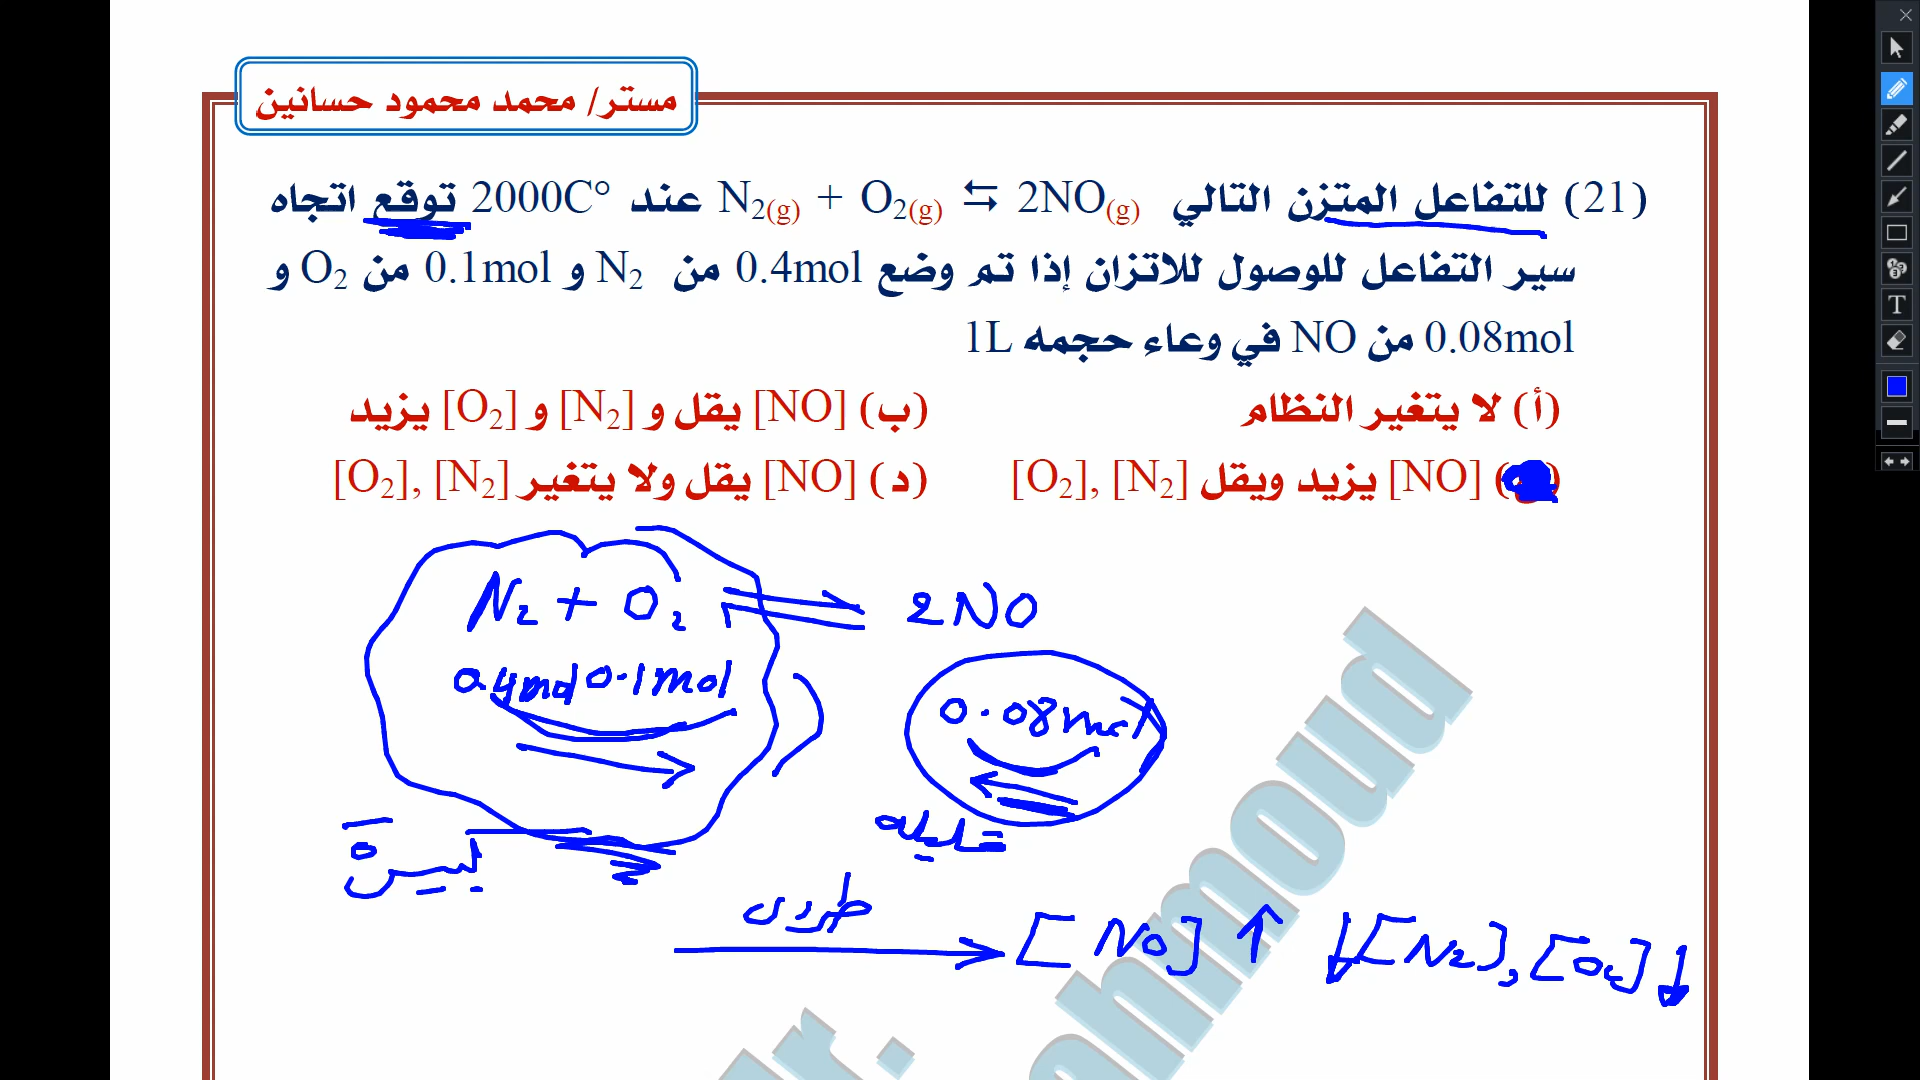 مستر/ محمد محمود حسانين
(21) للتفاعل المتزن التالي N2(g) + O2(g) ⇆ 2NO(g) عند 2000C° توقع اتجاه
سير التفاعل للوصول للاتزان إذا تم وضع 0.4mol من N2 و 0.1mol من O2 و
0.08mol من NO في وعاء حجمه 1L
(أ) لا يتغير النظام
(ب) [NO] يقل و [N2] و [O2] يزيد
[NO] يزيد ويقل [N2] ,[O2]
(د) [NO] يقل ولا يتغير [N2] ,[O2]
N2 + O2 ⇌ 2NO
0.4mol 0.1mol 0.08mol
طردى
[NO] ↑ ↓[N2], [O2]↓
Mr.
ahmoud
T